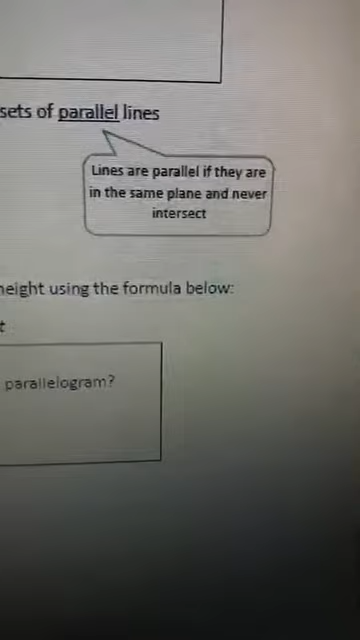 sets of parallel lines
Lines are parallel if they are
in the same plane and never
intersect
height using the formula below:
t
parallelogram?